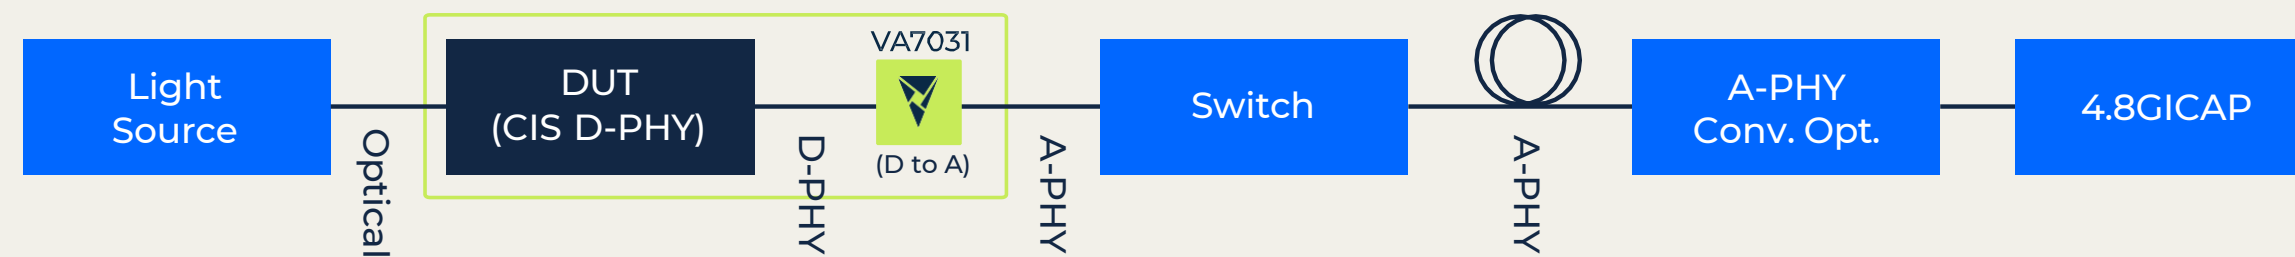 Light
Source
Optical
DUT
(CIS D-PHY)
D-PHY
VA7031
(D to A)
A-PHY
Switch
A-PHY
A-PHY
Conv. Opt.
4.8GICAP